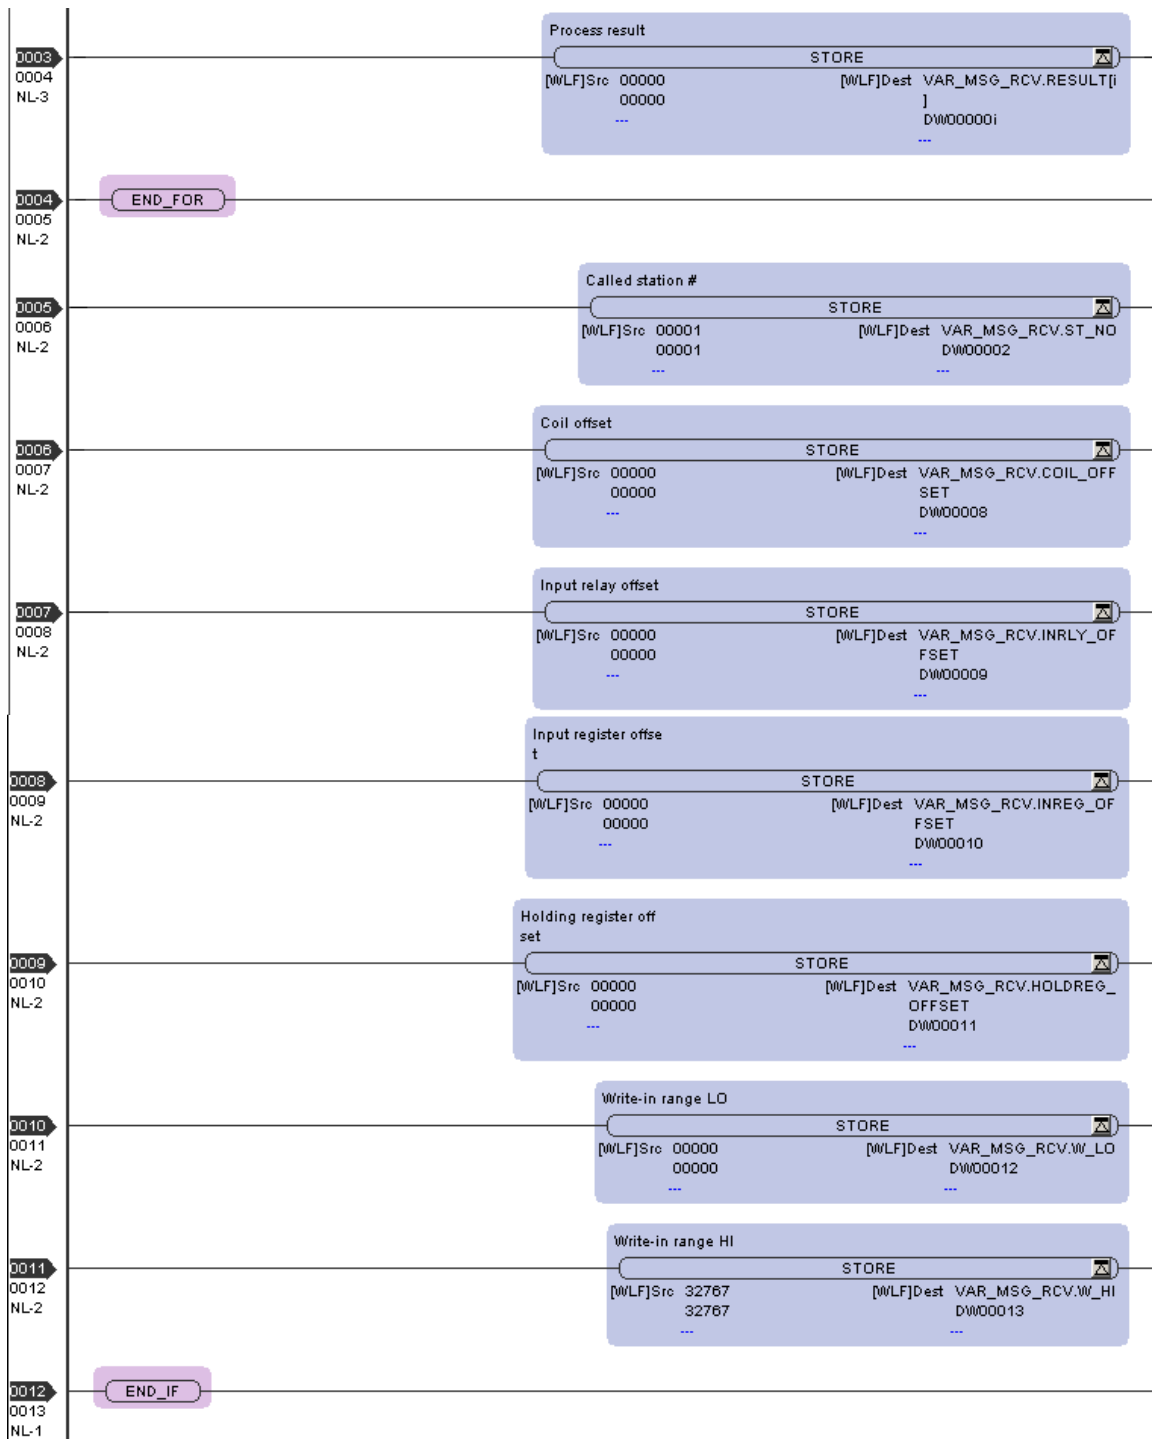 Process result
0003
STORE
0004
NL-3
[WLF]Src 00000
00000
---
[WLF]Dest VAR_MSG_RCV.RESULT[i
]
DW00000i
---
0004
END_FOR
0005
NL-2
Called station #
0005
STORE
0006
NL-2
[WLF]Src 00001
00001
---
[WLF]Dest VAR_MSG_RCV.ST_NO
DW00002
---
Coil offset
0006
STORE
0007
NL-2
[WLF]Src 00000
00000
---
[WLF]Dest VAR_MSG_RCV.COIL_OFF
SET
DW00008
---
Input relay offset
0007
STORE
0008
NL-2
[WLF]Src 00000
00000
---
[WLF]Dest VAR_MSG_RCV.INRLY_OF
FSET
DW00009
---
Input register offse
t
0008
STORE
0009
NL-2
[WLF]Src 00000
00000
---
[WLF]Dest VAR_MSG_RCV.INREG_OF
FSET
DW00010
---
Holding register off
set
0009
STORE
0010
NL-2
[WLF]Src 00000
00000
---
[WLF]Dest VAR_MSG_RCV.HOLDREG_
OFFSET
DW00011
---
Write-in range LO
0010
STORE
0011
NL-2
[WLF]Src 00000
00000
---
[WLF]Dest VAR_MSG_RCV.W_LO
DW00012
---
Write-in range HI
0011
STORE
0012
NL-2
[WLF]Src 32767
32767
---
[WLF]Dest VAR_MSG_RCV.W_HI
DW00013
---
0012
END_IF
0013
NL-1